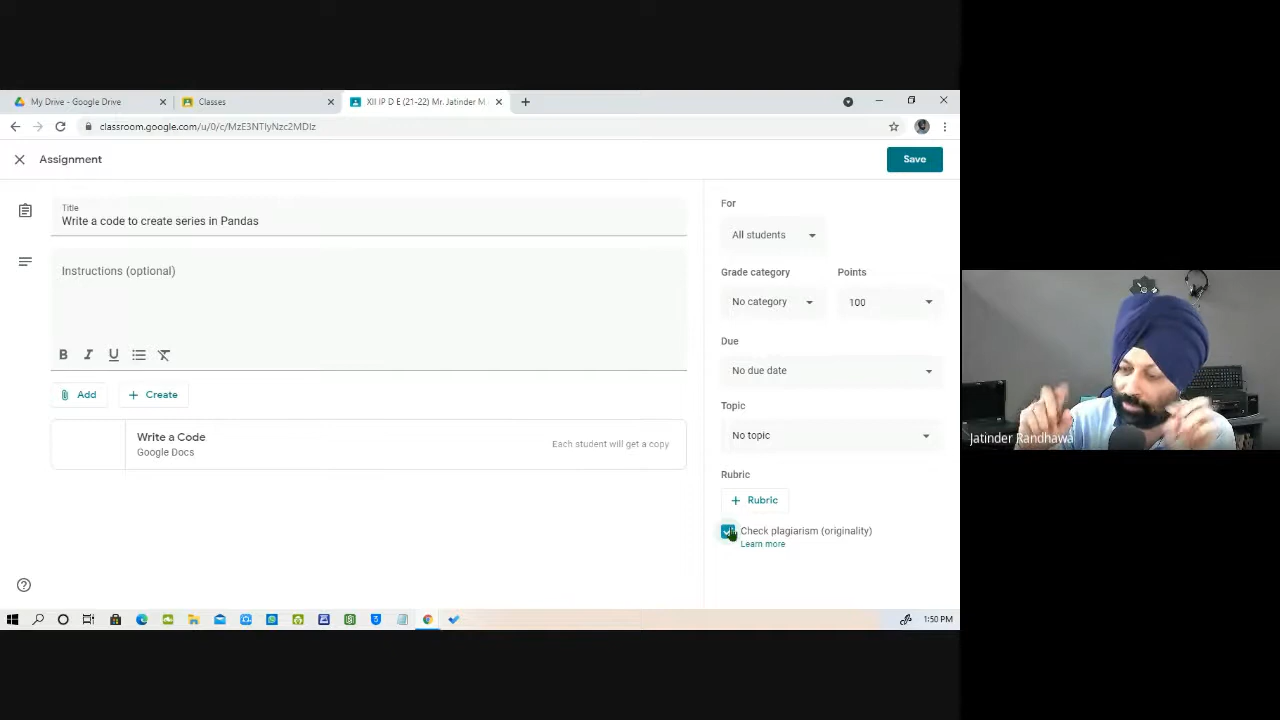 My Drive - Google Drive
Classes
XII IP D E (21-22) Mr. Jatinder M
classroom.google.com/u/0/c/MzE3NTIyNzc2MDIz
Assignment
Save
Title
Write a code to create series in Pandas
Instructions (optional)
B I U
Add
Create
Write a Code
Google Docs
Each student will get a copy
For
All students
Grade category
Points
No category
100
Due
No due date
Topic
No topic
Rubric
Rubric
Check plagiarism (originality)
Learn more
1:50 PM
Jatinder Randhawa